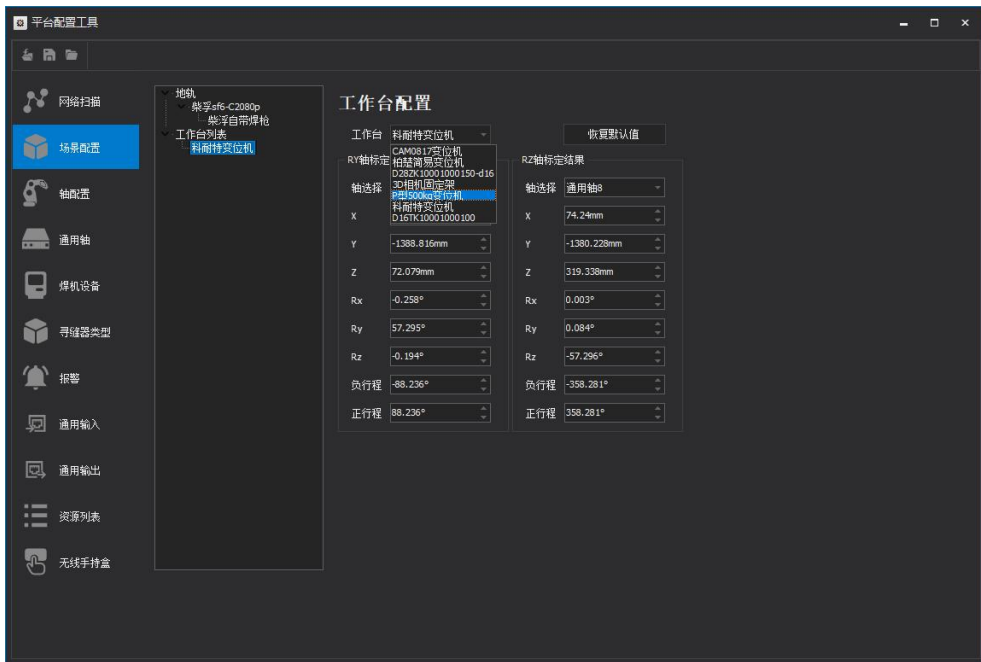 平台配置工具
网络扫描
场景配置
轴配置
通用轴
焊机设备
寻缝器类型
报警
通用输入
通用输出
资源列表
无线手持盒
地轨
柴孚sf6-C2080p
柴浮自带焊枪
工作台列表
科耐特变位机
工作台配置
工作台 科耐特变位机 恢复默认值
CAM0817变位机
柏楚简易变位机
D28ZK10001000150-d16
3D相机固定架
P型500kg变位机
科耐特变位机
D16TK10001000100
RY轴标定
轴选择
X
Y -1388.816mm
Z 72.079mm
Rx -0.258°
Ry 57.295°
Rz -0.194°
负行程 -88.236°
正行程 88.236°
RZ轴标定结果
轴选择 通用轴8
X 74.24mm
Y -1380.228mm
Z 319.338mm
Rx 0.003°
Ry 0.084°
Rz -57.296°
负行程 -358.281°
正行程 358.281°